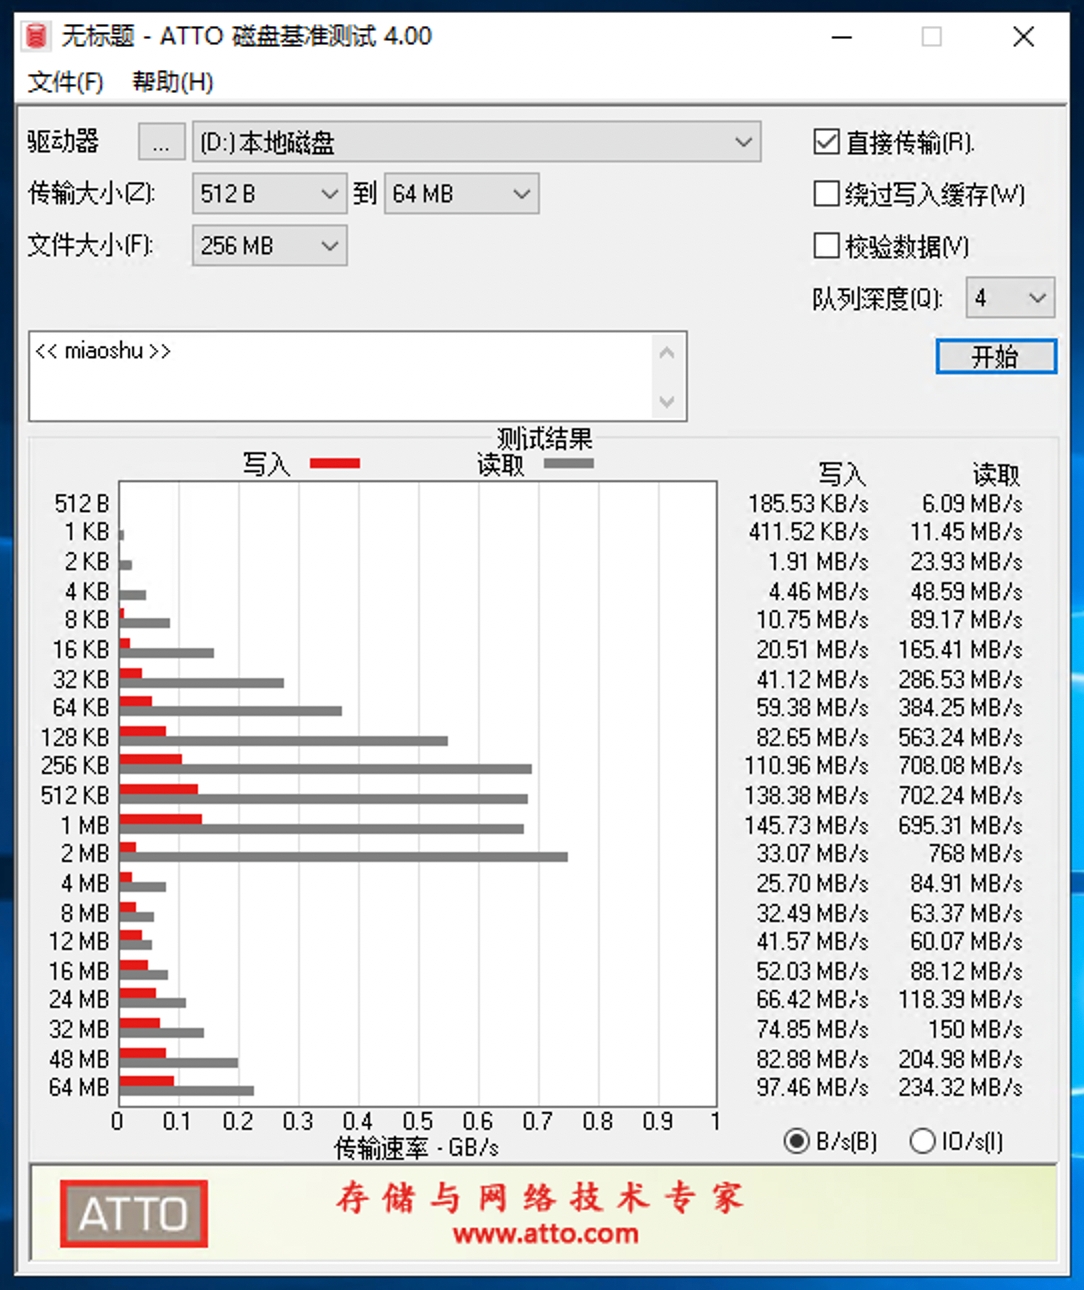 无标题 - ATTO 磁盘基准测试 4.00
文件(F) 帮助(H)
驱动器 ... (D:) 本地磁盘 直接传输(R).
传输大小(Z): 512 B 到 64 MB 绕过写入缓存(W)
文件大小(F): 256 MB 校验数据(V)
队列深度(Q): 4
<< miaoshu >> 开始
测试结果
写入 读取 写入 读取
512 B 185.53 KB/s 6.09 MB/s
1 KB 411.52 KB/s 11.45 MB/s
2 KB 1.91 MB/s 23.93 MB/s
4 KB 4.46 MB/s 48.59 MB/s
8 KB 10.75 MB/s 89.17 MB/s
16 KB 20.51 MB/s 165.41 MB/s
32 KB 41.12 MB/s 286.53 MB/s
64 KB 59.38 MB/s 384.25 MB/s
128 KB 82.65 MB/s 563.24 MB/s
256 KB 110.96 MB/s 708.08 MB/s
512 KB 138.38 MB/s 702.24 MB/s
1 MB 145.73 MB/s 695.31 MB/s
2 MB 33.07 MB/s 768 MB/s
4 MB 25.70 MB/s 84.91 MB/s
8 MB 32.49 MB/s 63.37 MB/s
12 MB 41.57 MB/s 60.07 MB/s
16 MB 52.03 MB/s 88.12 MB/s
24 MB 66.42 MB/s 118.39 MB/s
32 MB 74.85 MB/s 150 MB/s
48 MB 82.88 MB/s 204.98 MB/s
64 MB 97.46 MB/s 234.32 MB/s
0 0.1 0.2 0.3 0.4 0.5 0.6 0.7 0.8 0.9 1
传输速率 - GB/s B/s(B) IO/s(I)
ATTO 存储与网络技术专家
www.atto.com